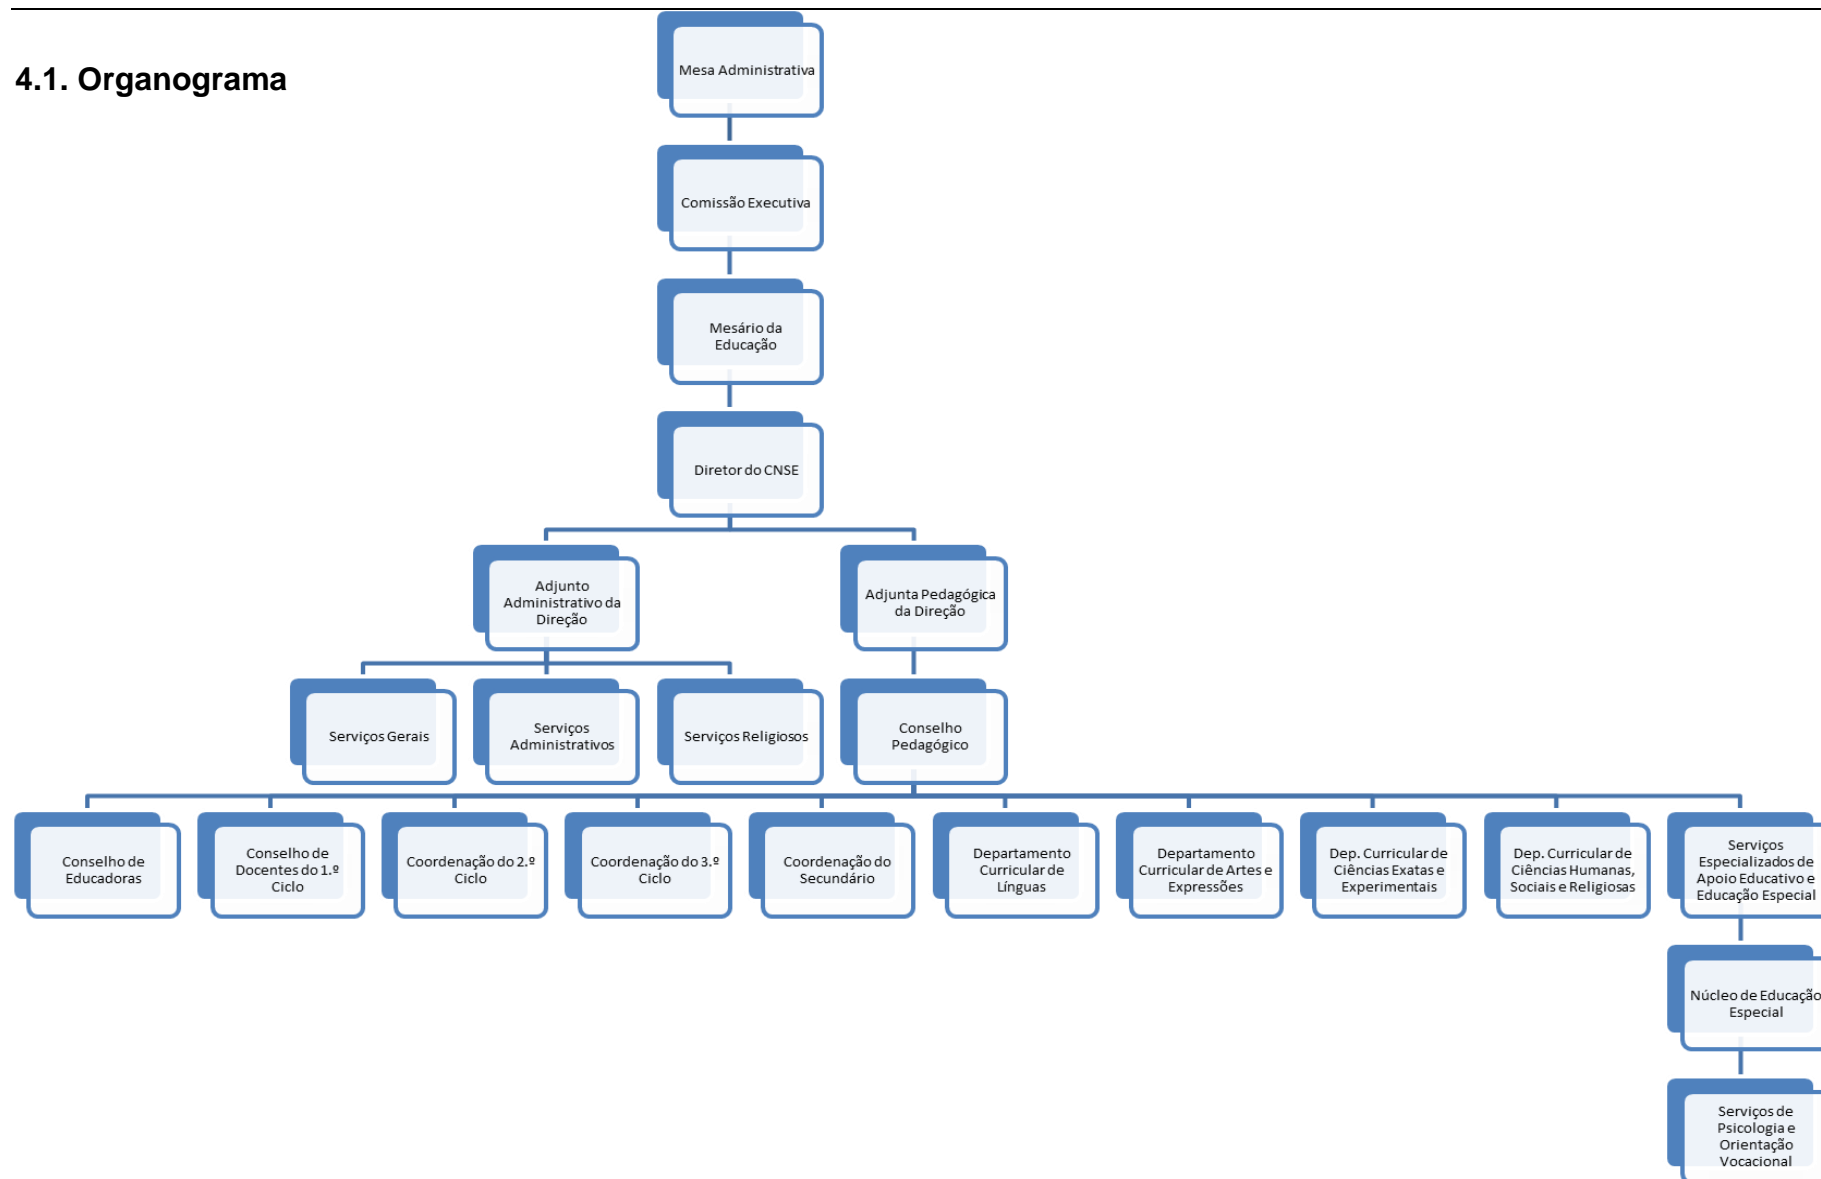 4.1. Organograma
Mesa Administrativa
Comissão Executiva
Mesário da
Educação
Diretor do CNSE
Adjunto
Administrativo da
Direção
Adjunta Pedagógica
da Direção
Serviços Gerais
Serviços
Administrativos
Serviços Religiosos
Conselho
Pedagógico
Conselho de
Educadoras
Conselho de
Docentes do 1.º
Ciclo
Coordenação do 2.º
Ciclo
Coordenação do 3.º
Ciclo
Coordenação do
Secundário
Departamento
Curricular de
Línguas
Departamento
Curricular de Artes e
Expressões
Dep. Curricular de
Ciências Exatas e
Experimentais
Dep. Curricular de
Ciências Humanas,
Sociais e Religiosas
Serviços
Especializados de
Apoio Educativo e
Educação Especial
Núcleo de Educação
Especial
Serviços de
Psicologia e
Orientação
Vocacional